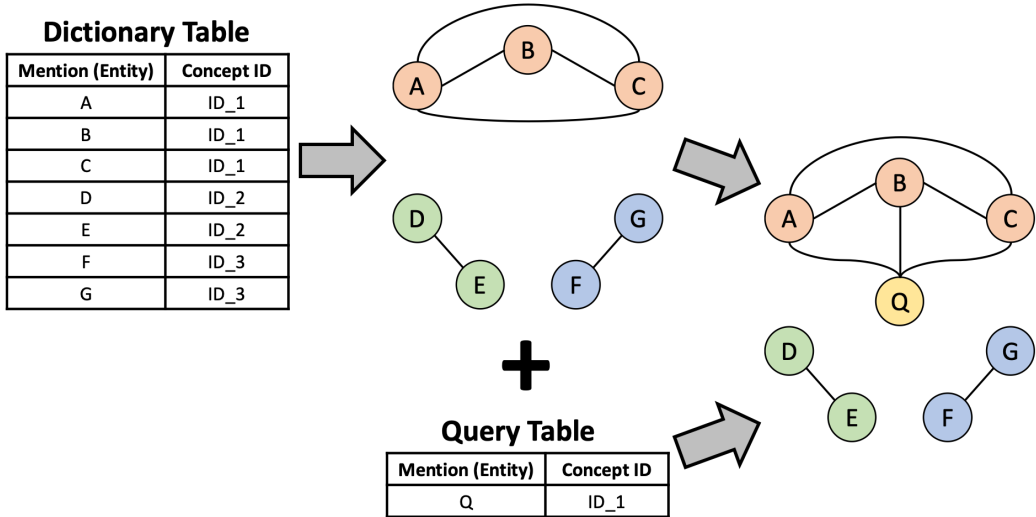 Dictionary Table
Mention (Entity) Concept ID
A ID_1
B ID_1
C ID_1
D ID_2
E ID_2
F ID_3
G ID_3
B
A C
D G
E F
+
Query Table
Mention (Entity) Concept ID
Q ID_1
B
A C
Q
D G
E F